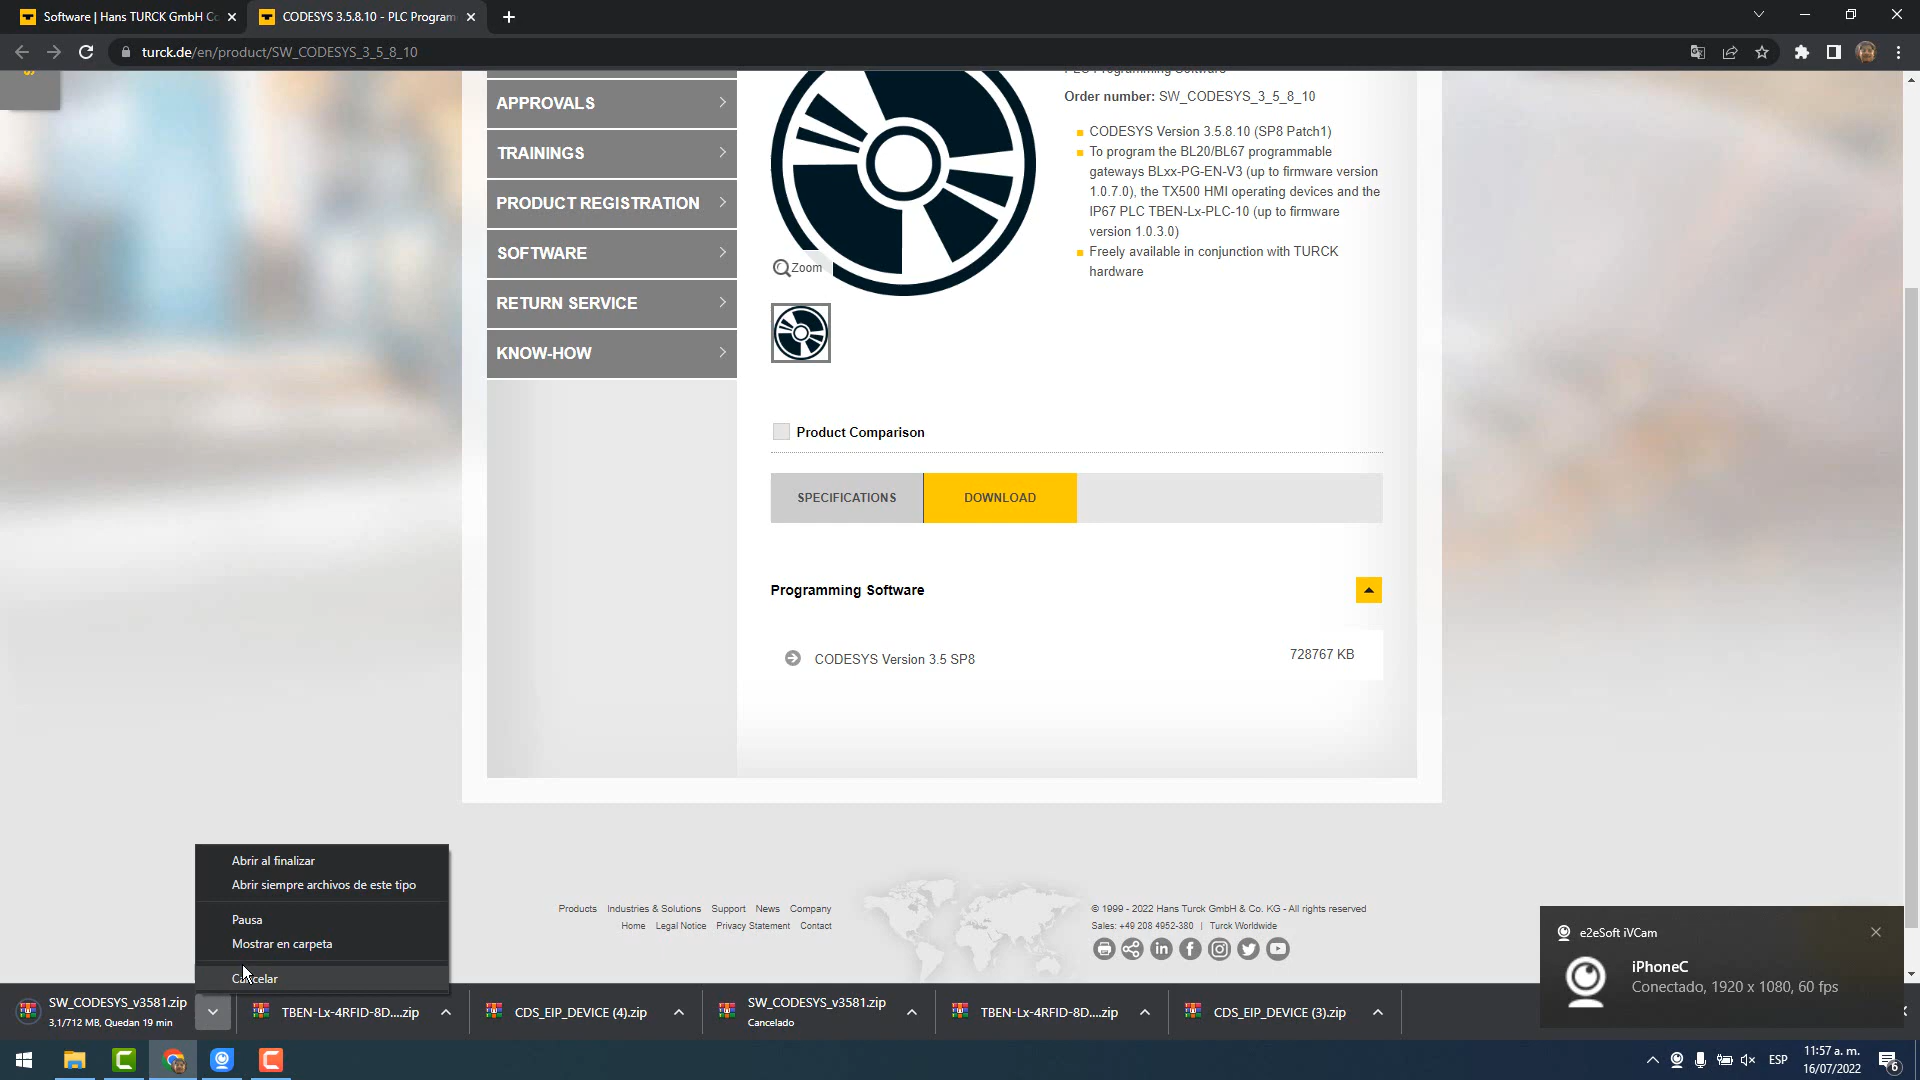 Software | Hans TURCK GmbH Co
CODESYS 3.5.8.10 - PLC Program
turck.de/en/product/SW_CODESYS_3_5_8_10
APPROVALS
TRAININGS
PRODUCT REGISTRATION
SOFTWARE
RETURN SERVICE
KNOW-HOW
Zoom
PLC Programming Software
Order number: SW_CODESYS_3_5_8_10
CODESYS Version 3.5.8.10 (SP8 Patch1)
To program the BL20/BL67 programmable
gateways BLxx-PG-EN-V3 (up to firmware version
1.0.7.0), the TX500 HMI operating devices and the
IP67 PLC TBEN-Lx-PLC-10 (up to firmware
version 1.0.3.0)
Freely available in conjunction with TURCK
hardware
Product Comparison
SPECIFICATIONS
DOWNLOAD
Programming Software
CODESYS Version 3.5 SP8
728767 KB
Abrir al finalizar
Abrir siempre archivos de este tipo
Pausa
Mostrar en carpeta
Cancelar
Products Industries & Solutions Support News Company
Home Legal Notice Privacy Statement Contact
© 1999 - 2022 Hans Turck GmbH & Co. KG - All rights reserved
Sales: +49 208 4952-380 | Turck Worldwide
e2eSoft iVCam
iPhoneC
Conectado, 1920 x 1080, 60 fps
SW_CODESYS_v3581.zip
3,1/712 MB, Quedan 19 min
TBEN-Lx-4RFID-8D....zip
CDS_EIP_DEVICE (4).zip
SW_CODESYS_v3581.zip
Cancelado
TBEN-Lx-4RFID-8D....zip
CDS_EIP_DEVICE (3).zip
ESP
11:57 a. m.
16/07/2022
6